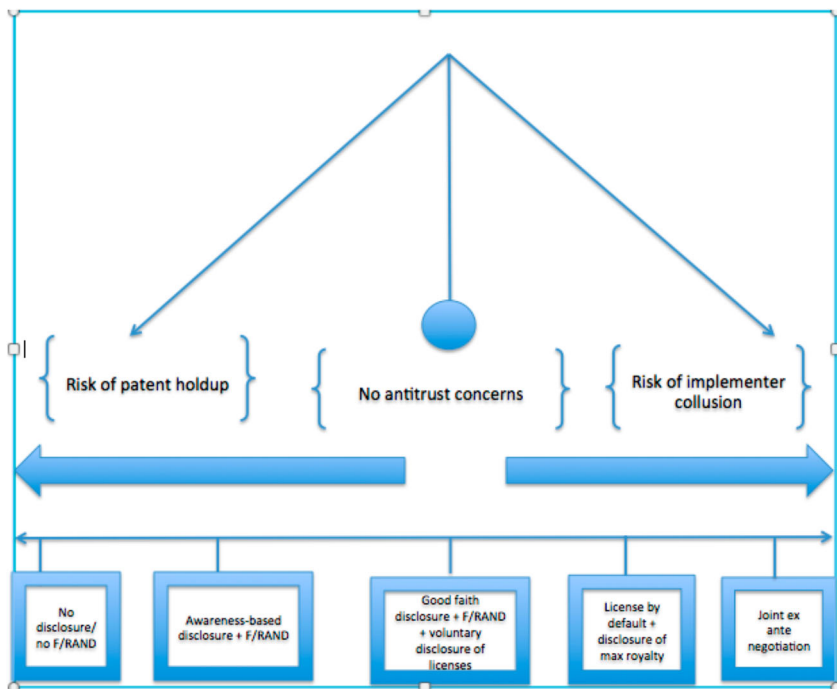 Risk of patent holdup
No antitrust concerns
Risk of implementer
collusion
No
disclosure/
no F/RAND
Awareness-based
disclosure + F/RAND
Good faith
disclosure + F/RAND
+ voluntary
disclosure of
licenses
License by
default +
disclosure of
max royalty
Joint ex
ante
negotiation